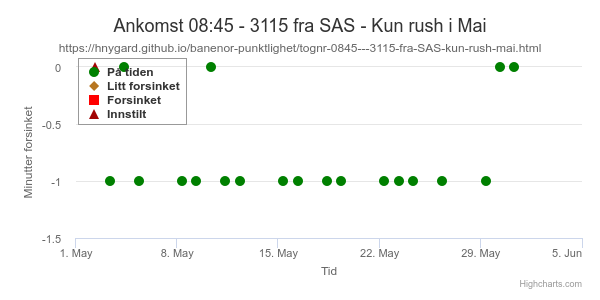 Ankomst 08:45 - 3115 fra SAS - Kun rush i Mai
https://hnygard.github.io/banenor-punktlighet/tognr-0845---3115-fra-SAS-kun-rush-mai.html
Minutter forsinket
0
-0.5
-1
-1.5
På tiden
Litt forsinket
Forsinket
Innstilt
1. May
8. May
15. May
22. May
29. May
5. Jun
Tid
Highcharts.com